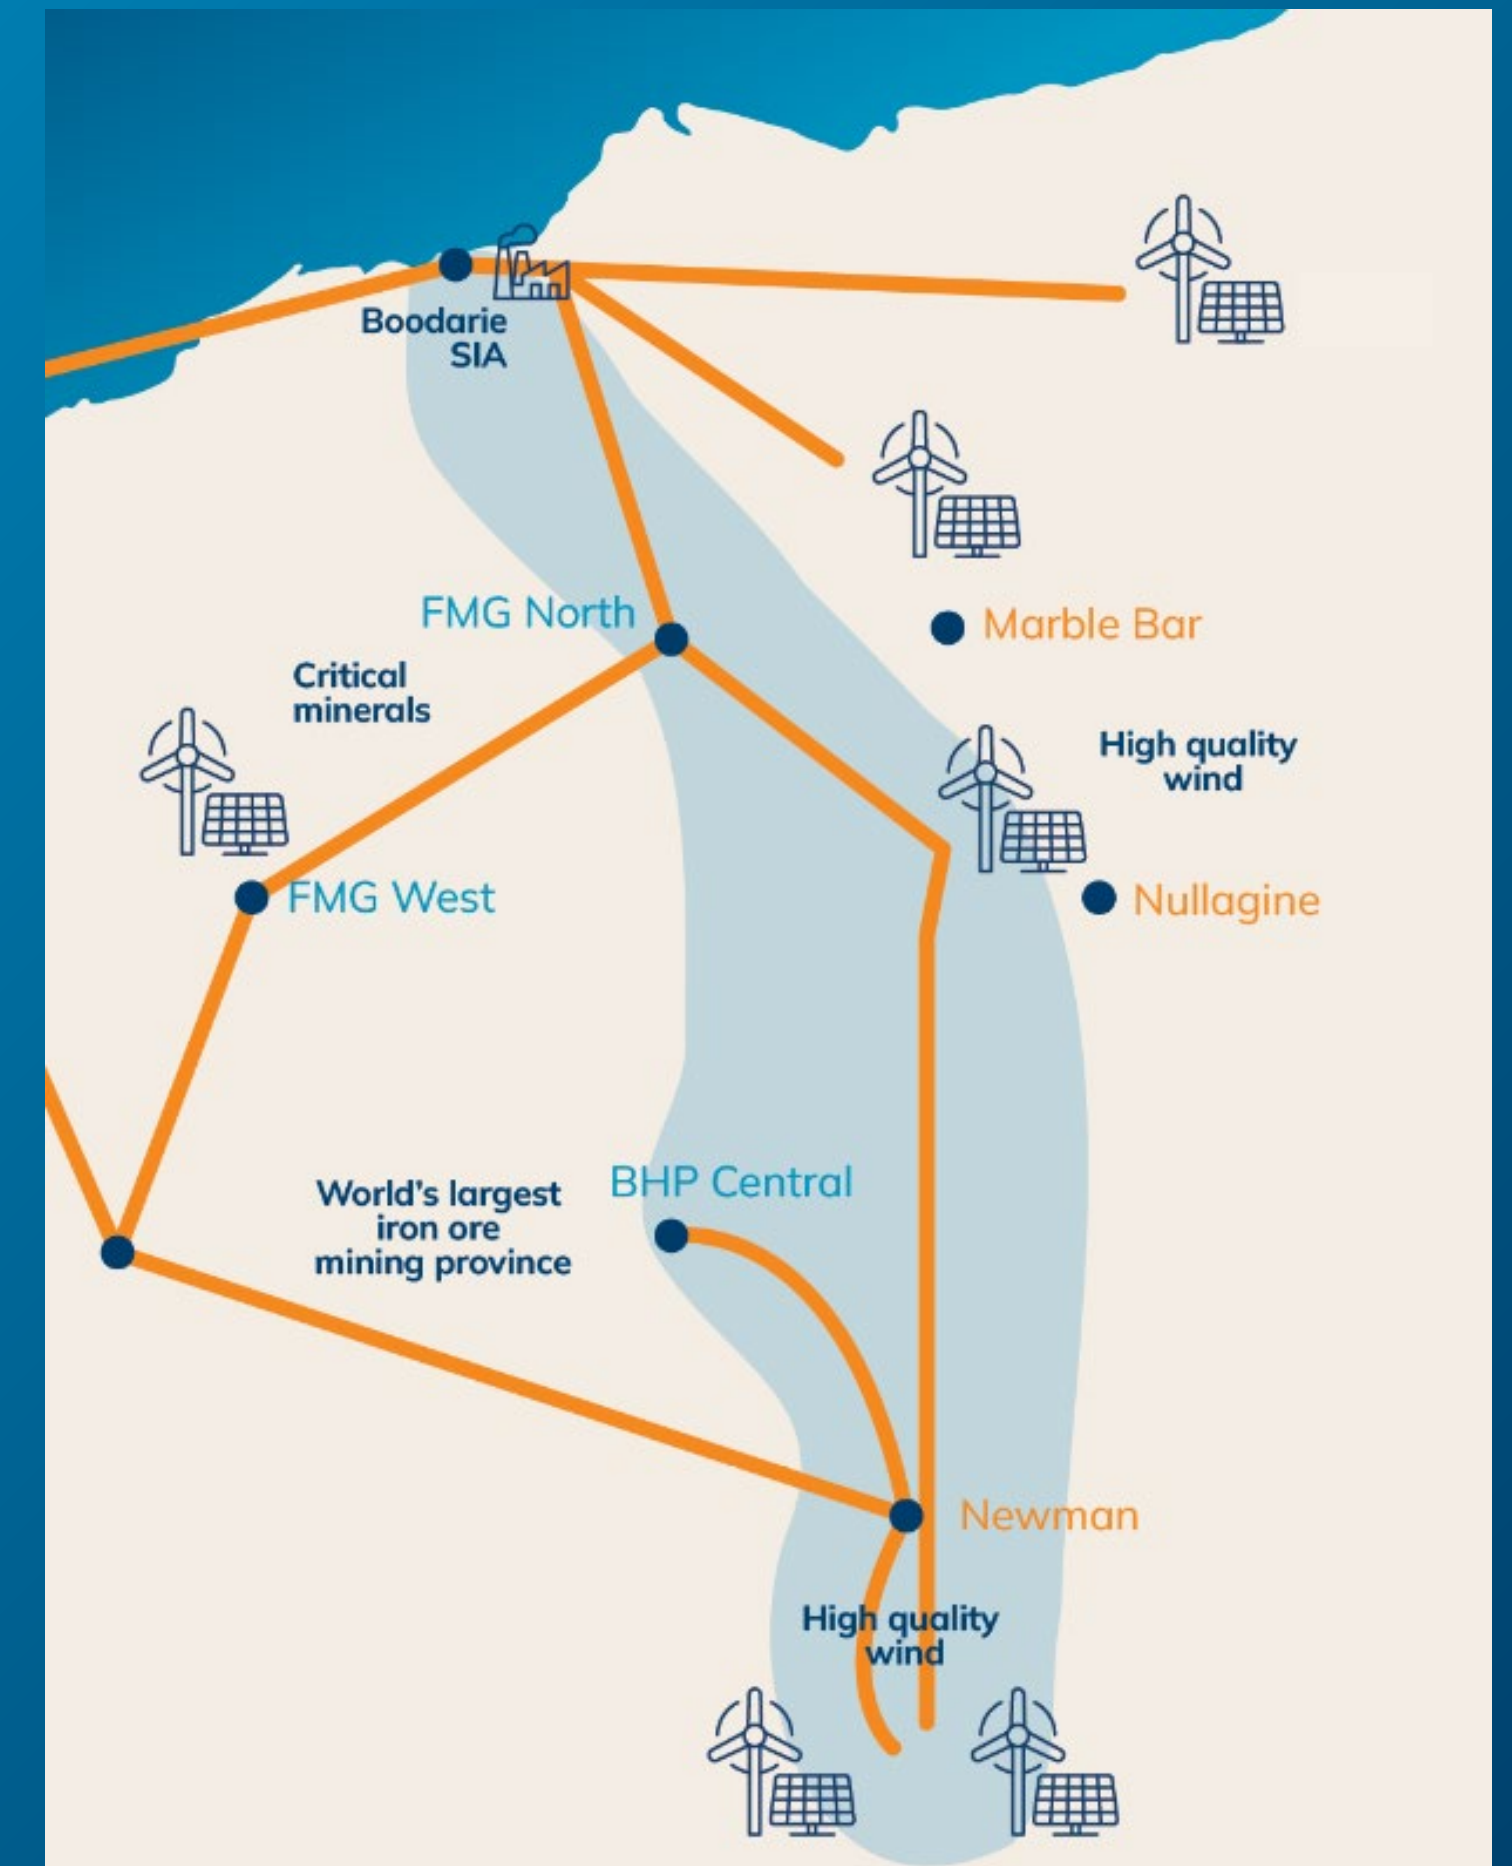 Boodarie
SIA
FMG North
Marble Bar
Critical
minerals
High quality
wind
FMG West
Nullagine
BHP Central
World's largest
iron ore
mining province
Newman
High quality
wind